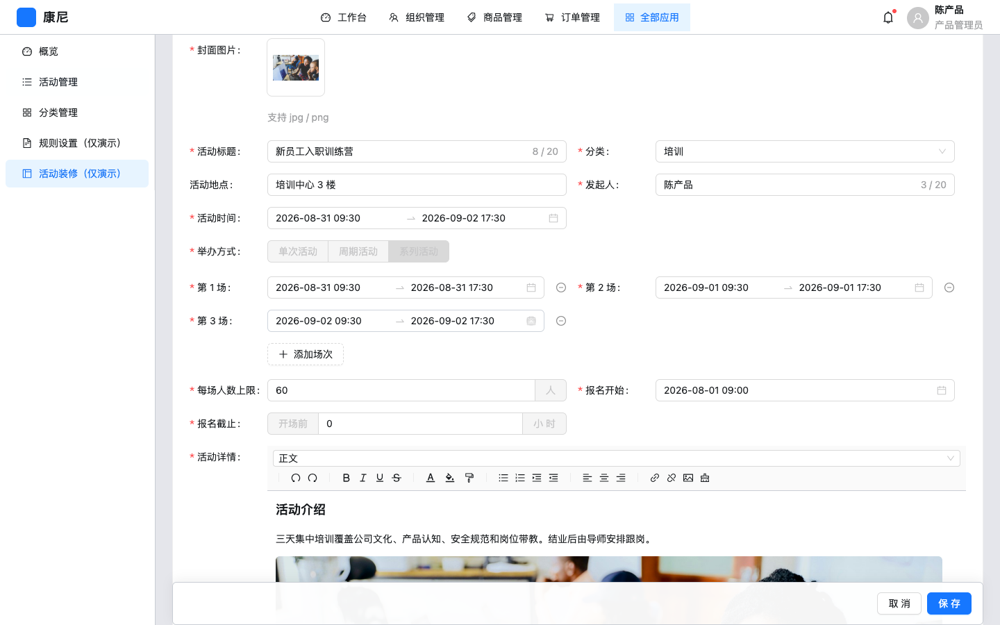 康尼
工作台
组织管理
商品管理
订单管理
全部应用
陈产品
产品管理员
概览
活动管理
分类管理
规则设置（仅演示）
活动装修（仅演示）
* 封面图片：
支持 jpg / png
* 活动标题： 新员工入职训练营 8 / 20
* 分类： 培训
活动地点： 培训中心 3 楼
* 发起人： 陈产品 3 / 20
* 活动时间： 2026-08-31 09:30 → 2026-09-02 17:30
* 举办方式： 单次活动 周期活动 系列活动
* 第 1 场： 2026-08-31 09:30 → 2026-08-31 17:30
* 第 2 场： 2026-09-01 09:30 → 2026-09-01 17:30
* 第 3 场： 2026-09-02 09:30 → 2026-09-02 17:30
添加场次
* 每场人数上限： 60 人
* 报名开始： 2026-08-01 09:00
* 报名截止： 开场前 0 小时
* 活动详情： 正文
B I U S A
活动介绍
三天集中培训覆盖公司文化、产品认知、安全规范和岗位带教。结业后由导师安排跟岗。
取消
保存